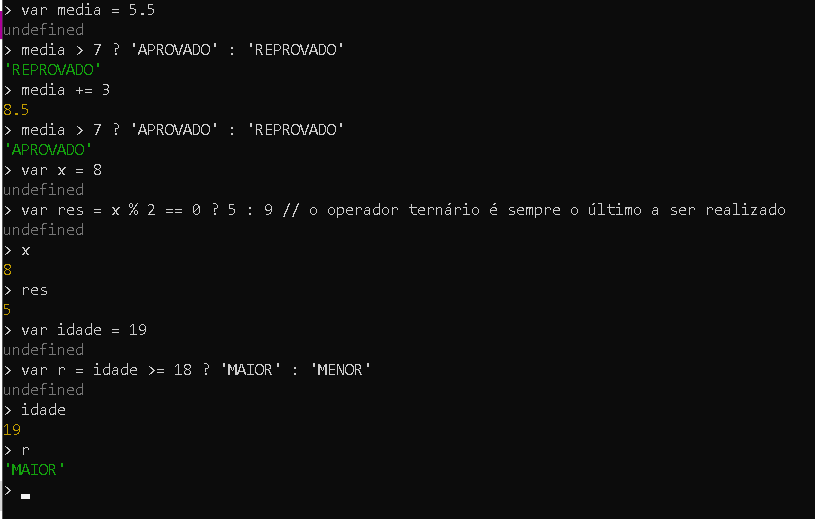 > var media = 5.5
undefined
> media > 7 ? 'APROVADO' : 'REPROVADO'
'REPROVADO'
> media += 3
8.5
> media > 7 ? 'APROVADO' : 'REPROVADO'
'APROVADO'
> var x = 8
undefined
> var res = x % 2 == 0 ? 5 : 9 // o operador ternário é sempre o último a ser realizado
undefined
> x
8
> res
5
> var idade = 19
undefined
> var r = idade >= 18 ? 'MAIOR' : 'MENOR'
undefined
> idade
19
> r
'MAIOR'
>